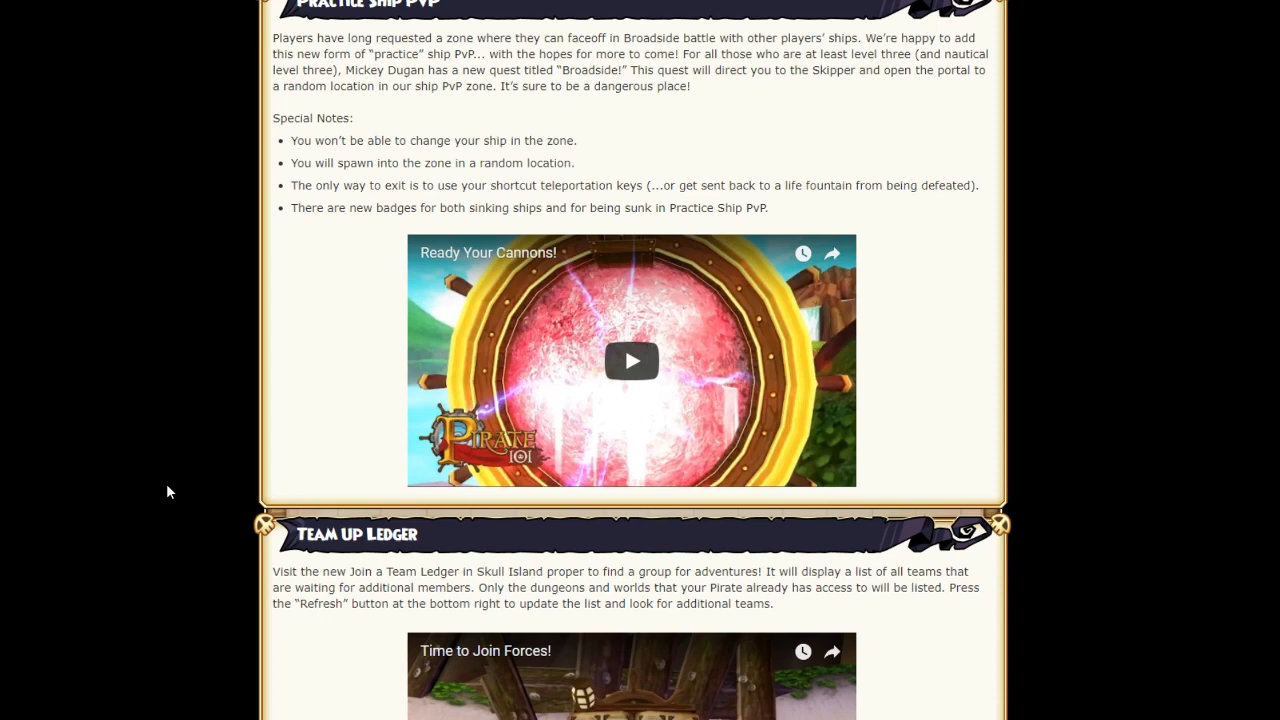 PRACTICE SHIP PVP
Players have long requested a zone where they can faceoff in Broadside battle with other players’ ships. We’re happy to add
this new form of “practice” ship PvP... with the hopes for more to come! For all those who are at least level three (and nautical
level three), Mickey Dugan has a new quest titled “Broadside!” This quest will direct you to the Skipper and open the portal to
a random location in our ship PvP zone. It’s sure to be a dangerous place!
Special Notes:
• You won’t be able to change your ship in the zone.
• You will spawn into the zone in a random location.
• The only way to exit is to use your shortcut teleportation keys (...or get sent back to a life fountain from being defeated).
• There are new badges for both sinking ships and for being sunk in Practice Ship PvP.
Ready Your Cannons!
PIRATE
101
TEAM UP LEDGER
Visit the new Join a Team Ledger in Skull Island proper to find a group for adventures! It will display a list of all teams that
are waiting for additional members. Only the dungeons and worlds that your Pirate already has access to will be listed. Press
the “Refresh” button at the bottom right to update the list and look for additional teams.
Time to Join Forces!